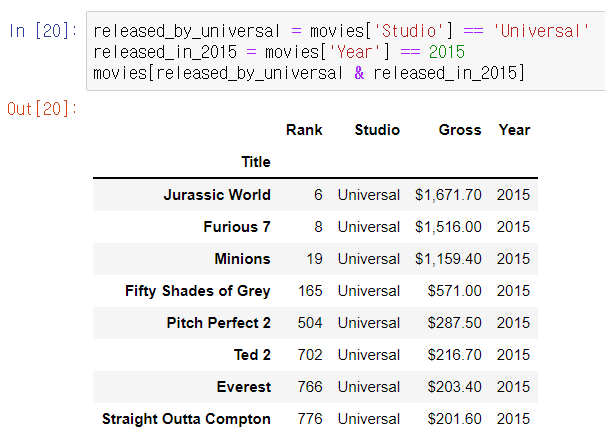 In [20]: released_by_universal = movies['Studio'] == 'Universal'
released_in_2015 = movies['Year'] == 2015
movies[released_by_universal & released_in_2015]
Out[20]:
Rank Studio Gross Year
Title
Jurassic World 6 Universal $1,671.70 2015
Furious 7 8 Universal $1,516.00 2015
Minions 19 Universal $1,159.40 2015
Fifty Shades of Grey 165 Universal $571.00 2015
Pitch Perfect 2 504 Universal $287.50 2015
Ted 2 702 Universal $216.70 2015
Everest 766 Universal $203.40 2015
Straight Outta Compton 776 Universal $201.60 2015